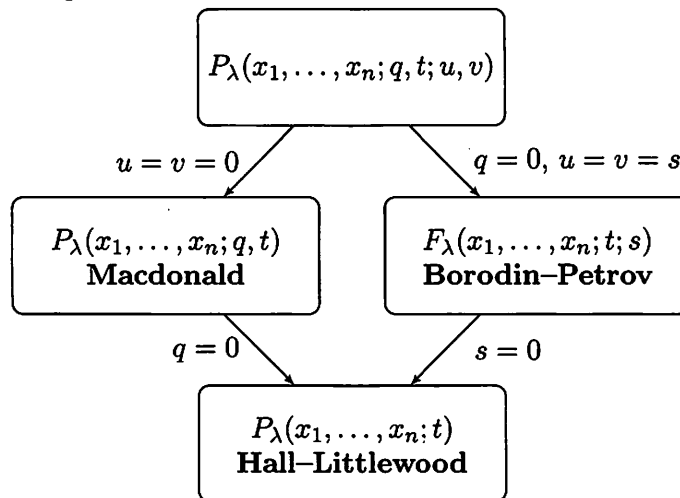 P_λ(x_1, …, x_n; q, t; u, v)
u = v = 0
q = 0, u = v = s
P_λ(x_1, …, x_n; q, t)
Macdonald
F_λ(x_1, …, x_n; t; s)
Borodin–Petrov
q = 0
s = 0
P_λ(x_1, …, x_n; t)
Hall–Littlewood